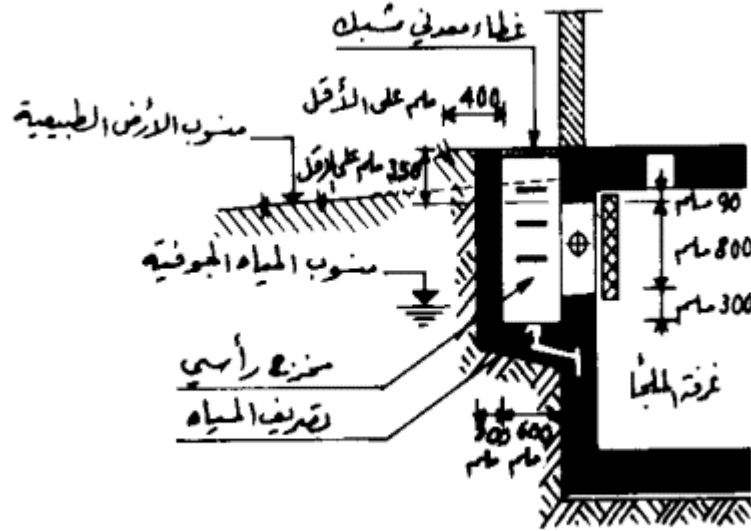 غطاء معدني مشبك
400 ملم على الأقل
منسوب الأرض الطبيعية
350 ملم على الأقل
90 ملم
منسوب المياه الجوفية
800 ملم
300 ملم
مخرج رأسي
غرفة الملجأ
تصريف المياه
300 ملم
600 ملم